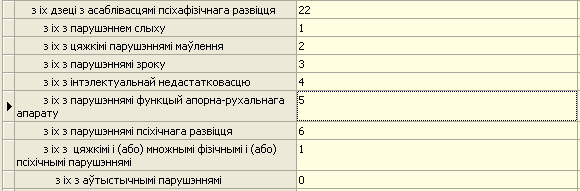 з іх дзеці з асаблівасцямі псіхафізічнага развіцця 22
з іх з парушэннем слыху 1
з іх з цяжкімі парушэннямі маўлення 2
з іх з парушэннямі зроку 3
з іх з інтэлектуальнай недастатковасцю 4
з іх з парушэннямі функцый апорна-рухальнага 5
апарату
з іх з парушэннямі псіхічнага развіцця 6
з іх з цяжкімі і (або) множнымі фізічнымі і (або) 1
псіхічнымі парушэннямі
з іх з аўтыстычнымі парушэннямі 0